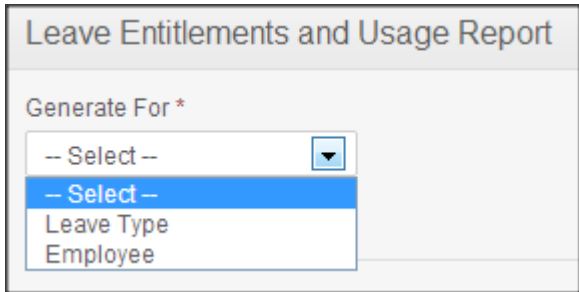 Leave Entitlements and Usage Report
Generate For *
-- Select --
-- Select --
Leave Type
Employee